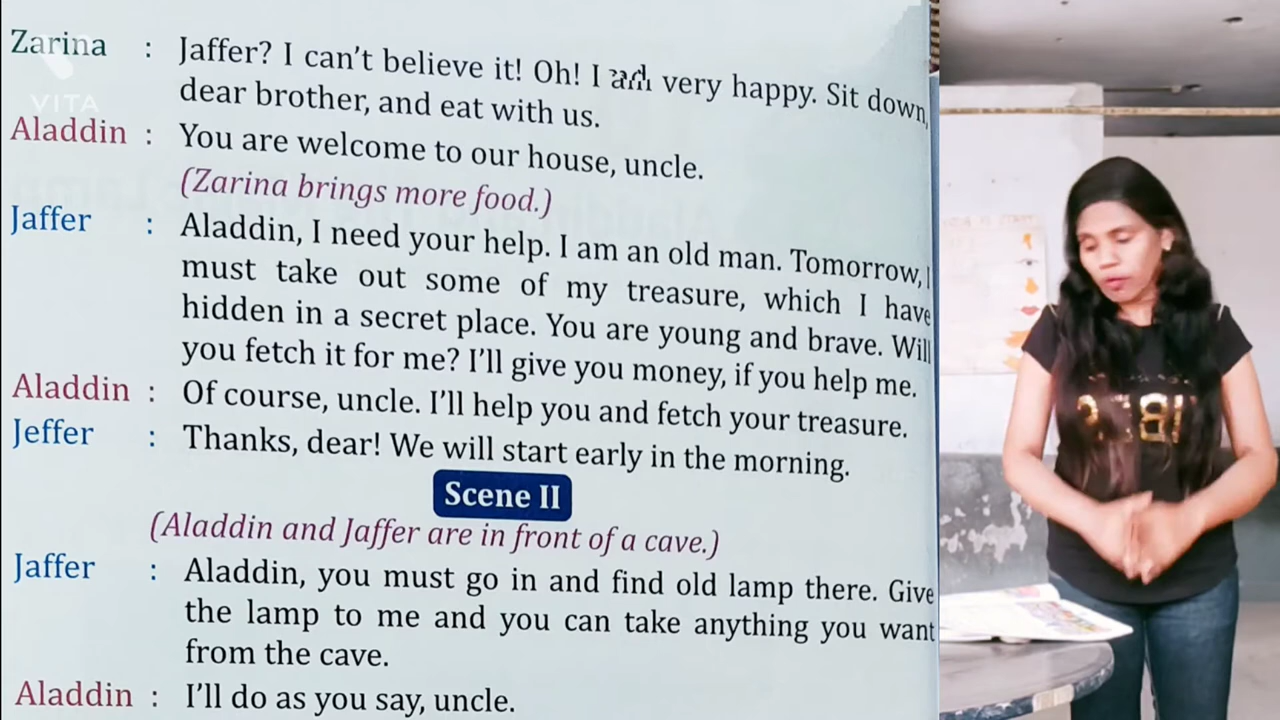 Zarina : Jaffer? I can't believe it! Oh! I am very happy. Sit down,
dear brother, and eat with us.
VITA
Aladdin : You are welcome to our house, uncle.
(Zarina brings more food.)
Jaffer : Aladdin, I need your help. I am an old man. Tomorrow, I
must take out some of my treasure, which I have
hidden in a secret place. You are young and brave. Will
you fetch it for me? I'll give you money, if you help me.
Aladdin : Of course, uncle. I'll help you and fetch your treasure.
Jeffer : Thanks, dear! We will start early in the morning.
Scene II
(Aladdin and Jaffer are in front of a cave.)
Jaffer : Aladdin, you must go in and find old lamp there. Give
the lamp to me and you can take anything you want
from the cave.
Aladdin : I'll do as you say, uncle.